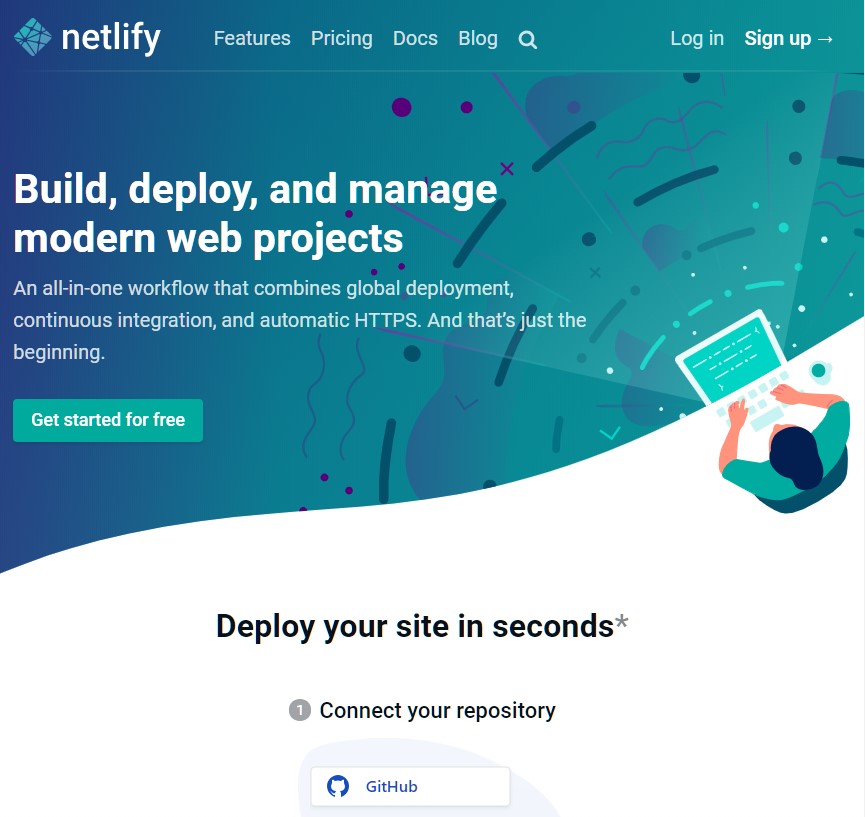 netlify
Features Pricing Docs Blog
Log in Sign up →
Build, deploy, and manage
modern web projects
An all-in-one workflow that combines global deployment,
continuous integration, and automatic HTTPS. And that’s just the
beginning.
Get started for free
Deploy your site in seconds*
1 Connect your repository
GitHub